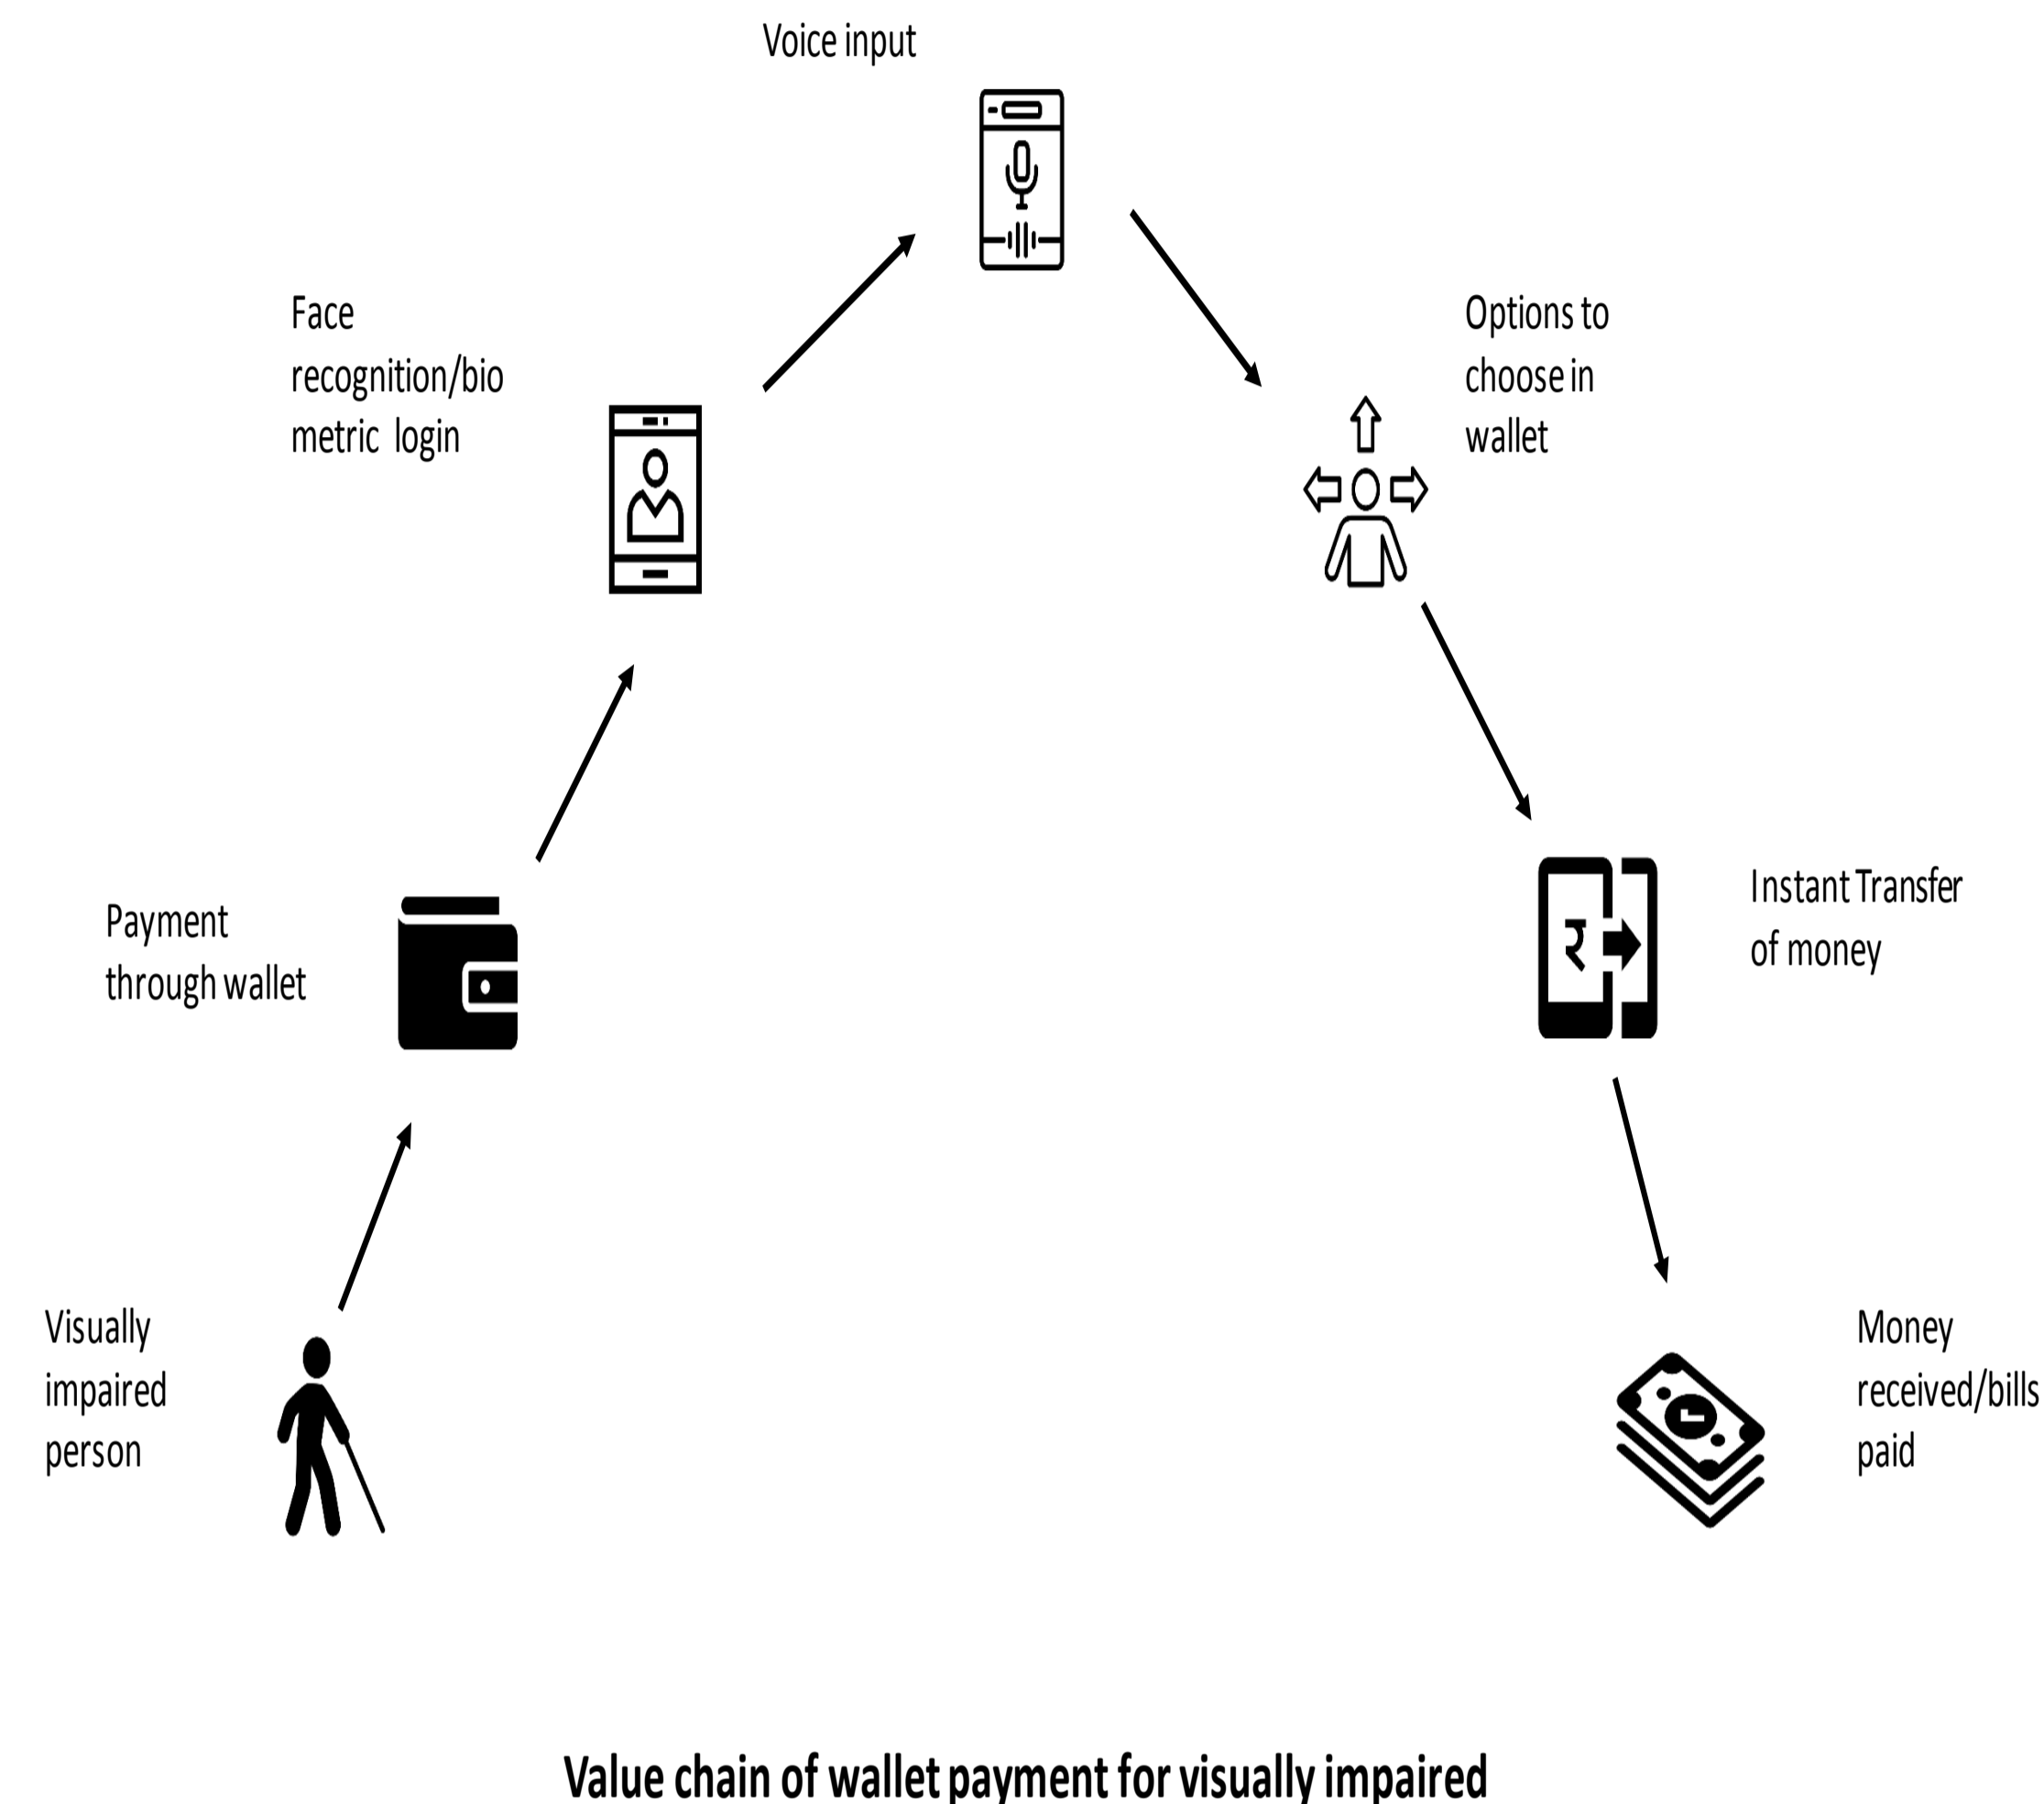 Voice input
Face
recognition/bio
metric login
Options to
choose in
wallet
Payment
through wallet
₹
Instant Transfer
of money
Visually
impaired
person
Money
received/bills
paid
Value chain of wallet payment for visually impaired